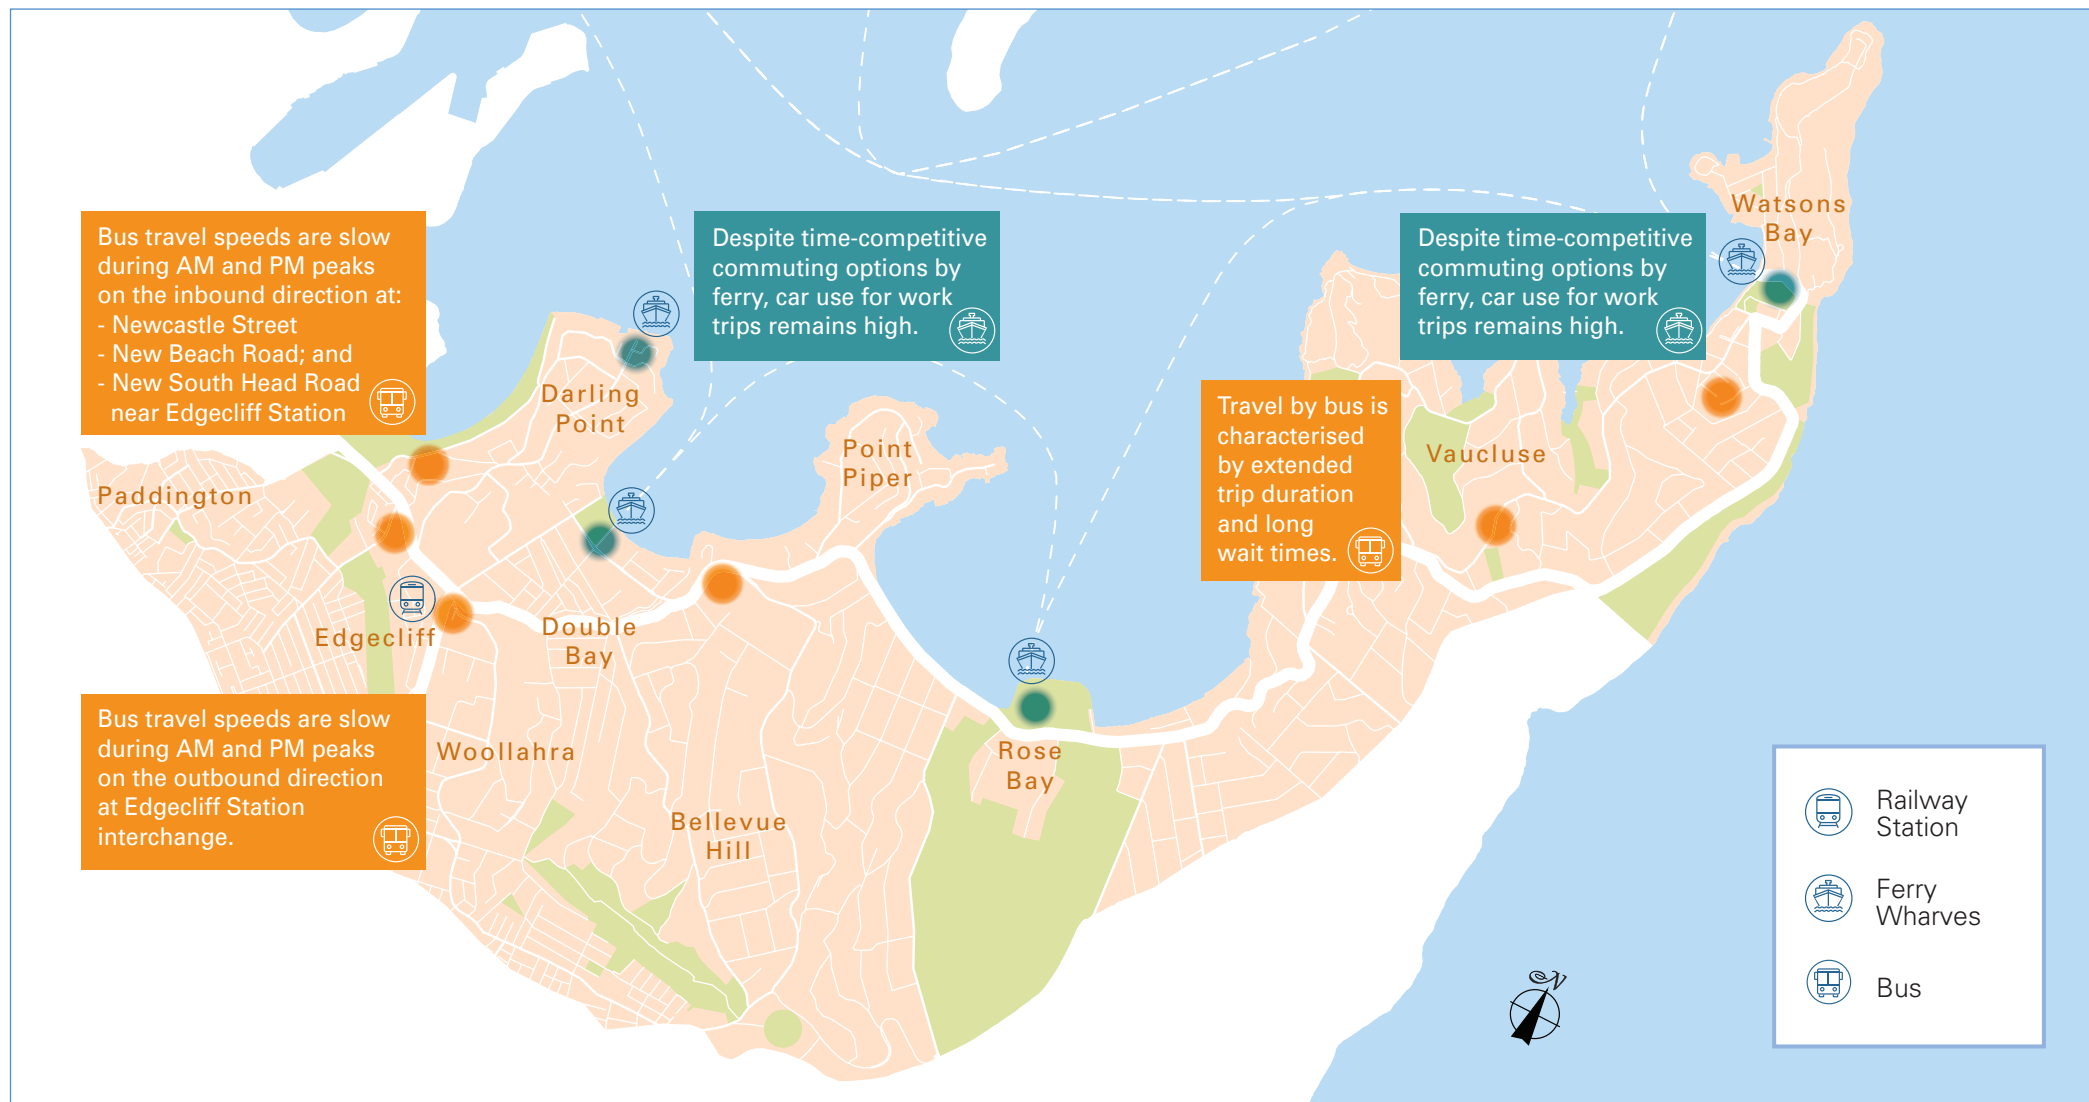 Bus travel speeds are slow
during AM and PM peaks
on the inbound direction at:
- Newcastle Street
- New Beach Road; and
- New South Head Road
near Edgecliff Station
Despite time-competitive
commuting options by
ferry, car use for work
trips remains high.
Despite time-competitive
commuting options by
ferry, car use for work
trips remains high.
Watsons
Bay
Darling
Point
Travel by bus is
characterised
by extended
trip duration
and long
wait times.
Point
Piper
Vaucluse
Paddington
Edgecliff
Double
Bay
Bus travel speeds are slow
during AM and PM peaks
on the outbound direction
at Edgecliff Station
interchange.
Woollahra
Rose
Bay
Bellevue
Hill
Railway
Station
Ferry
Wharves
Bus
N